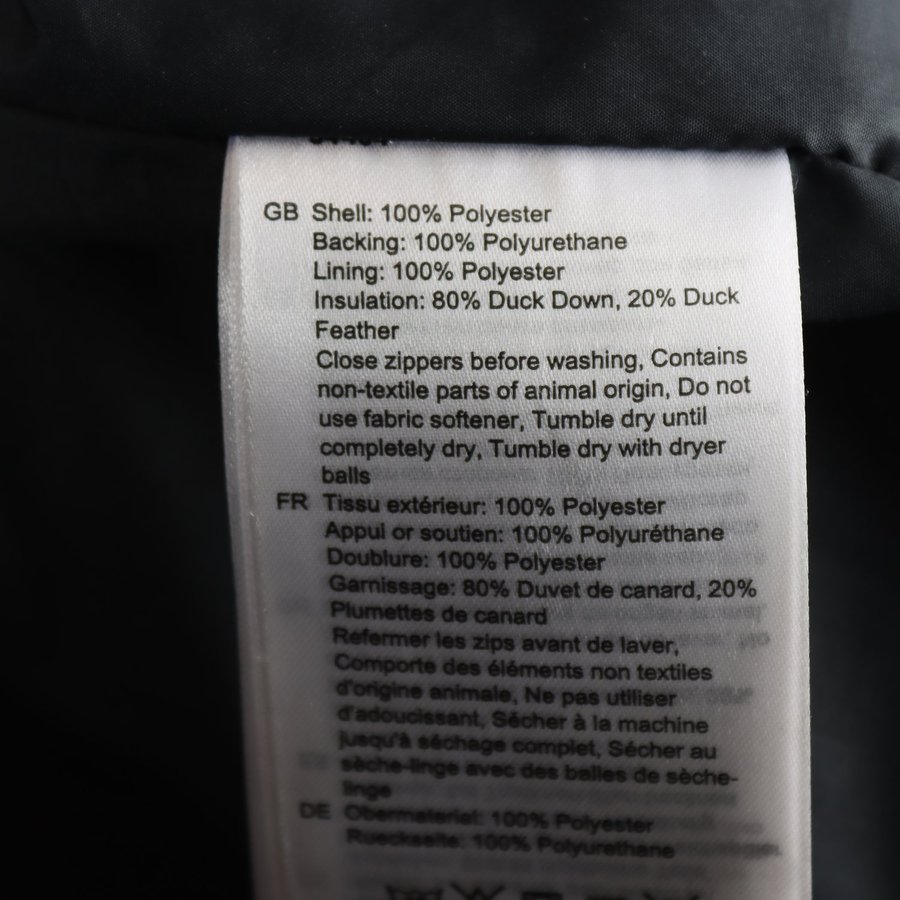 GB Shell: 100% Polyester
Backing: 100% Polyurethane
Lining: 100% Polyester
Insulation: 80% Duck Down, 20% Duck
Feather
Close zippers before washing, Contains
non-textile parts of animal origin, Do not
use fabric softener, Tumble dry until
completely dry, Tumble dry with dryer
balls
FR Tissu extérieur: 100% Polyester
Appul or soutien: 100% Polyuréthane
Doublure: 100% Polyester
Garnissage: 80% Duvet de canard, 20%
Plumettes de canard
Refermer les zips avant de laver,
Comporte des éléments non textiles
d'origine animale, Ne pas utiliser
d'adoucissant, Sécher à la machine
jusqu'à séchage complet, Sécher au
sèche-linge avec des balles de sèche-
linge
DE Obermateriel: 100% Polyester
Rueckseite: 100% Polyurethane